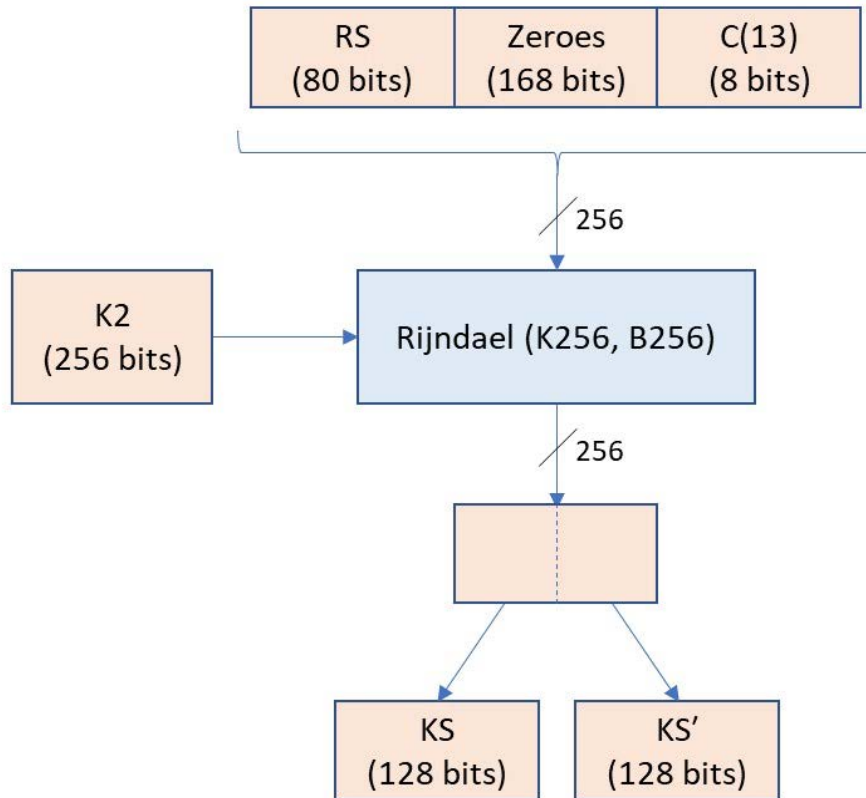 RS
(80 bits)
Zeroes
(168 bits)
C(13)
(8 bits)
256
K2
(256 bits)
Rijndael (K256, B256)
256
KS
(128 bits)
KS′
(128 bits)